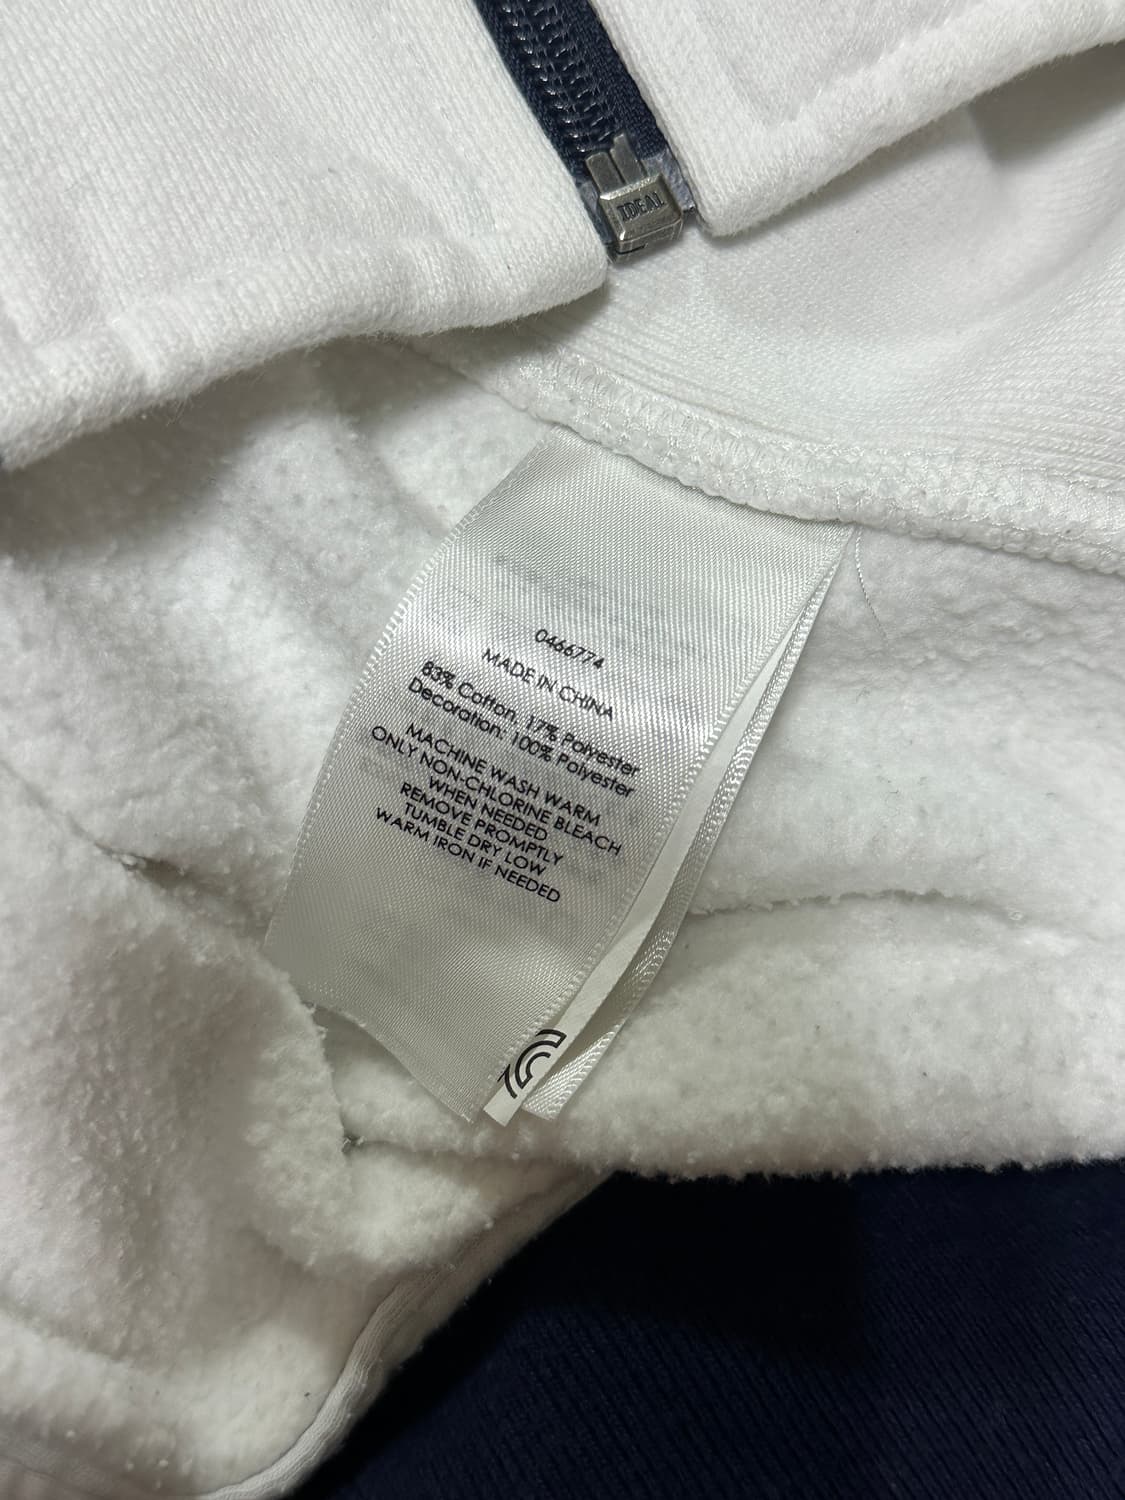 IDEAL
0466774
MADE IN CHINA
83% Cotton, 17% Polyester
Decoration: 100% Polyester
MACHINE WASH WARM
ONLY NON-CHLORINE BLEACH
WHEN NEEDED
REMOVE PROMPTLY
TUMBLE DRY LOW
WARM IRON IF NEEDED